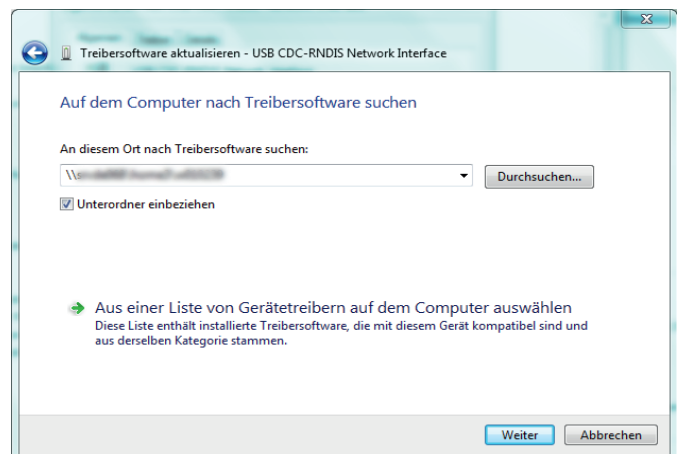 Treibersoftware aktualisieren - USB CDC-RNDIS Network Interface
Auf dem Computer nach Treibersoftware suchen
An diesem Ort nach Treibersoftware suchen:
\\
Durchsuchen...
Unterordner einbeziehen
Aus einer Liste von Gerätetreibern auf dem Computer auswählen
Diese Liste enthält installierte Treibersoftware, die mit diesem Gerät kompatibel sind und
aus derselben Kategorie stammen.
Weiter
Abbrechen